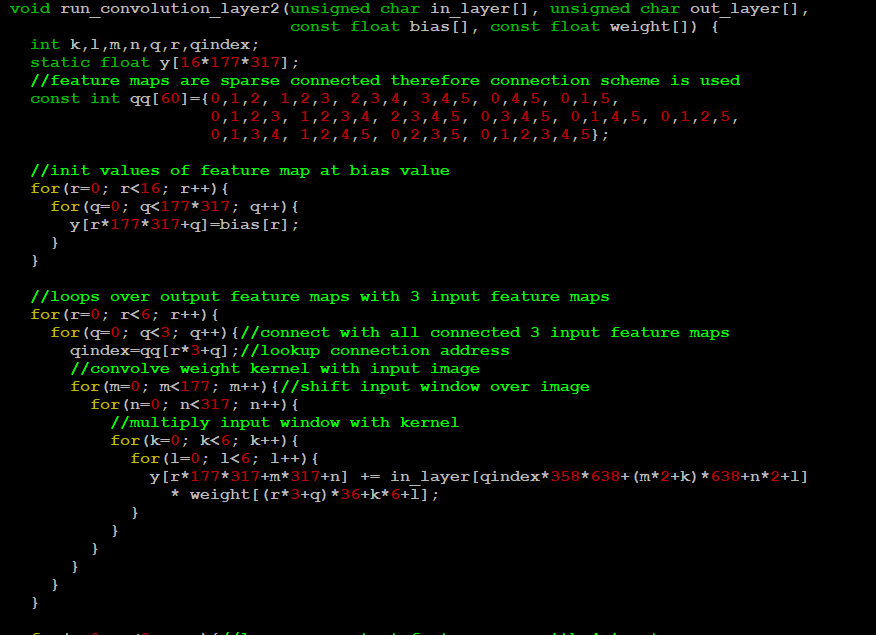 void run_convolution_layer2(unsigned char in_layer[], unsigned char out_layer[],
const float bias[], const float weight[]) {
int k,l,m,n,q,r,qindex;
static float y[16*177*317];
//feature maps are sparse connected therefore connection scheme is used
const int qq[60]={0,1,2, 1,2,3, 2,3,4, 3,4,5, 0,4,5, 0,1,5,
0,1,2,3, 1,2,3,4, 2,3,4,5, 0,3,4,5, 0,1,4,5, 0,1,2,5,
0,1,3,4, 1,2,4,5, 0,2,3,5, 0,1,2,3,4,5};
//init values of feature map at bias value
for(r=0; r<16; r++){
for(q=0; q<177*317; q++){
y[r*177*317+q]=bias[r];
}
}
//loops over output feature maps with 3 input feature maps
for(r=0; r<6; r++){
for(q=0; q<3; q++){//connect with all connected 3 input feature maps
qindex=qq[r*3+q];//lookup connection address
//convolve weight kernel with input image
for(m=0; m<177; m++){//shift input window over image
for(n=0; n<317; n++){
//multiply input window with kernel
for(k=0; k<6; k++){
for(l=0; l<6; l++){
y[r*177*317+m*317+n] += in_layer[qindex*358*638+(m*2+k)*638+n*2+l]
* weight[(r*3+q)*36+k*6+l];
}
}
}
}
}
}